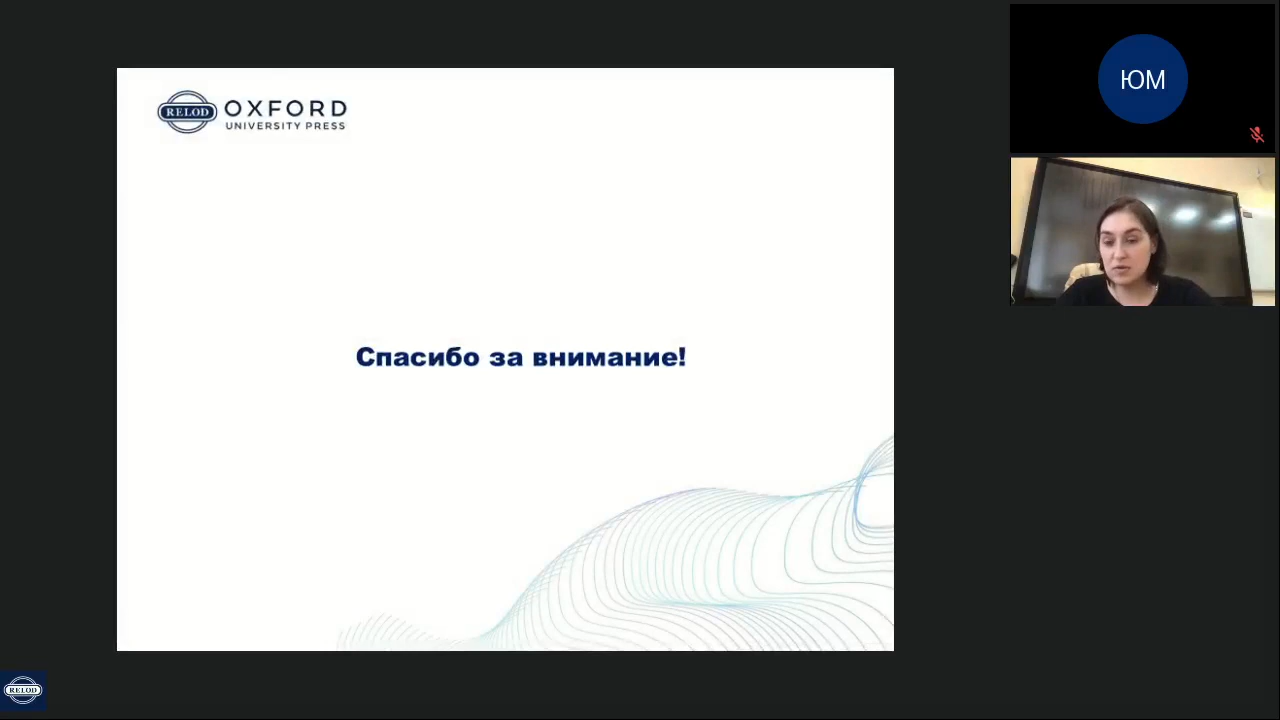 RELOD OXFORD
UNIVERSITY PRESS
Спасибо за внимание!
ЮМ
RELOD